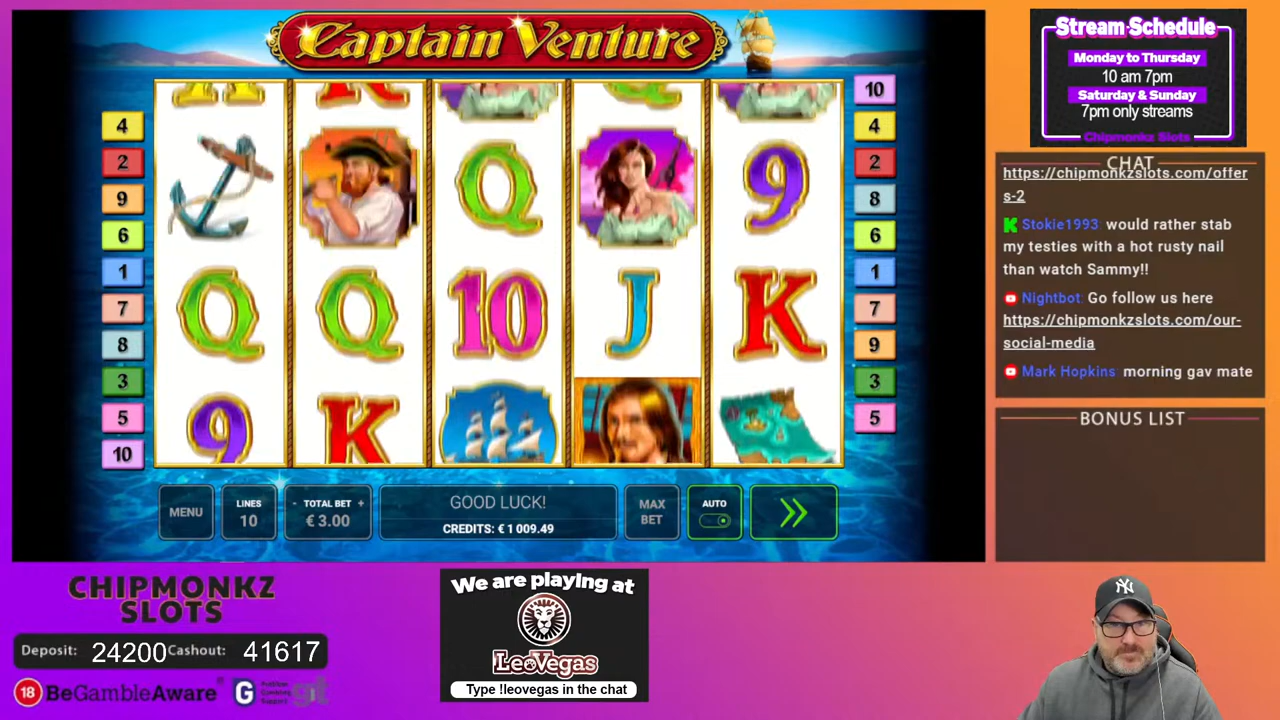 Captain Venture
10
4
2
9
6
1
7
8
3
5
10
4
2
8
6
1
7
9
3
5
Q
9
Q
Q
10
J
K
9
K
MENU
LINES
10
- TOTAL BET +
€ 3.00
GOOD LUCK!
CREDITS: € 1 009.49
MAX
BET
AUTO
Stream Schedule
Monday to Thursday
10 am 7pm
Saturday & Sunday
7pm only streams
Chipmonkz Slots
CHAT
https://chipmonkzslots.com/offer
s-2
Stokie1993: would rather stab
my testies with a hot rusty nail
than watch Sammy!!
Nightbot: Go follow us here
https://chipmonkzslots.com/our-
social-media
Mark Hopkins: morning gav mate
BONUS LIST
CHIPMONKZ
SLOTS
Deposit: 24200 Cashout: 41617
18 BeGambleAware
We are playing at
LeoVegas
Type !leovegas in the chat